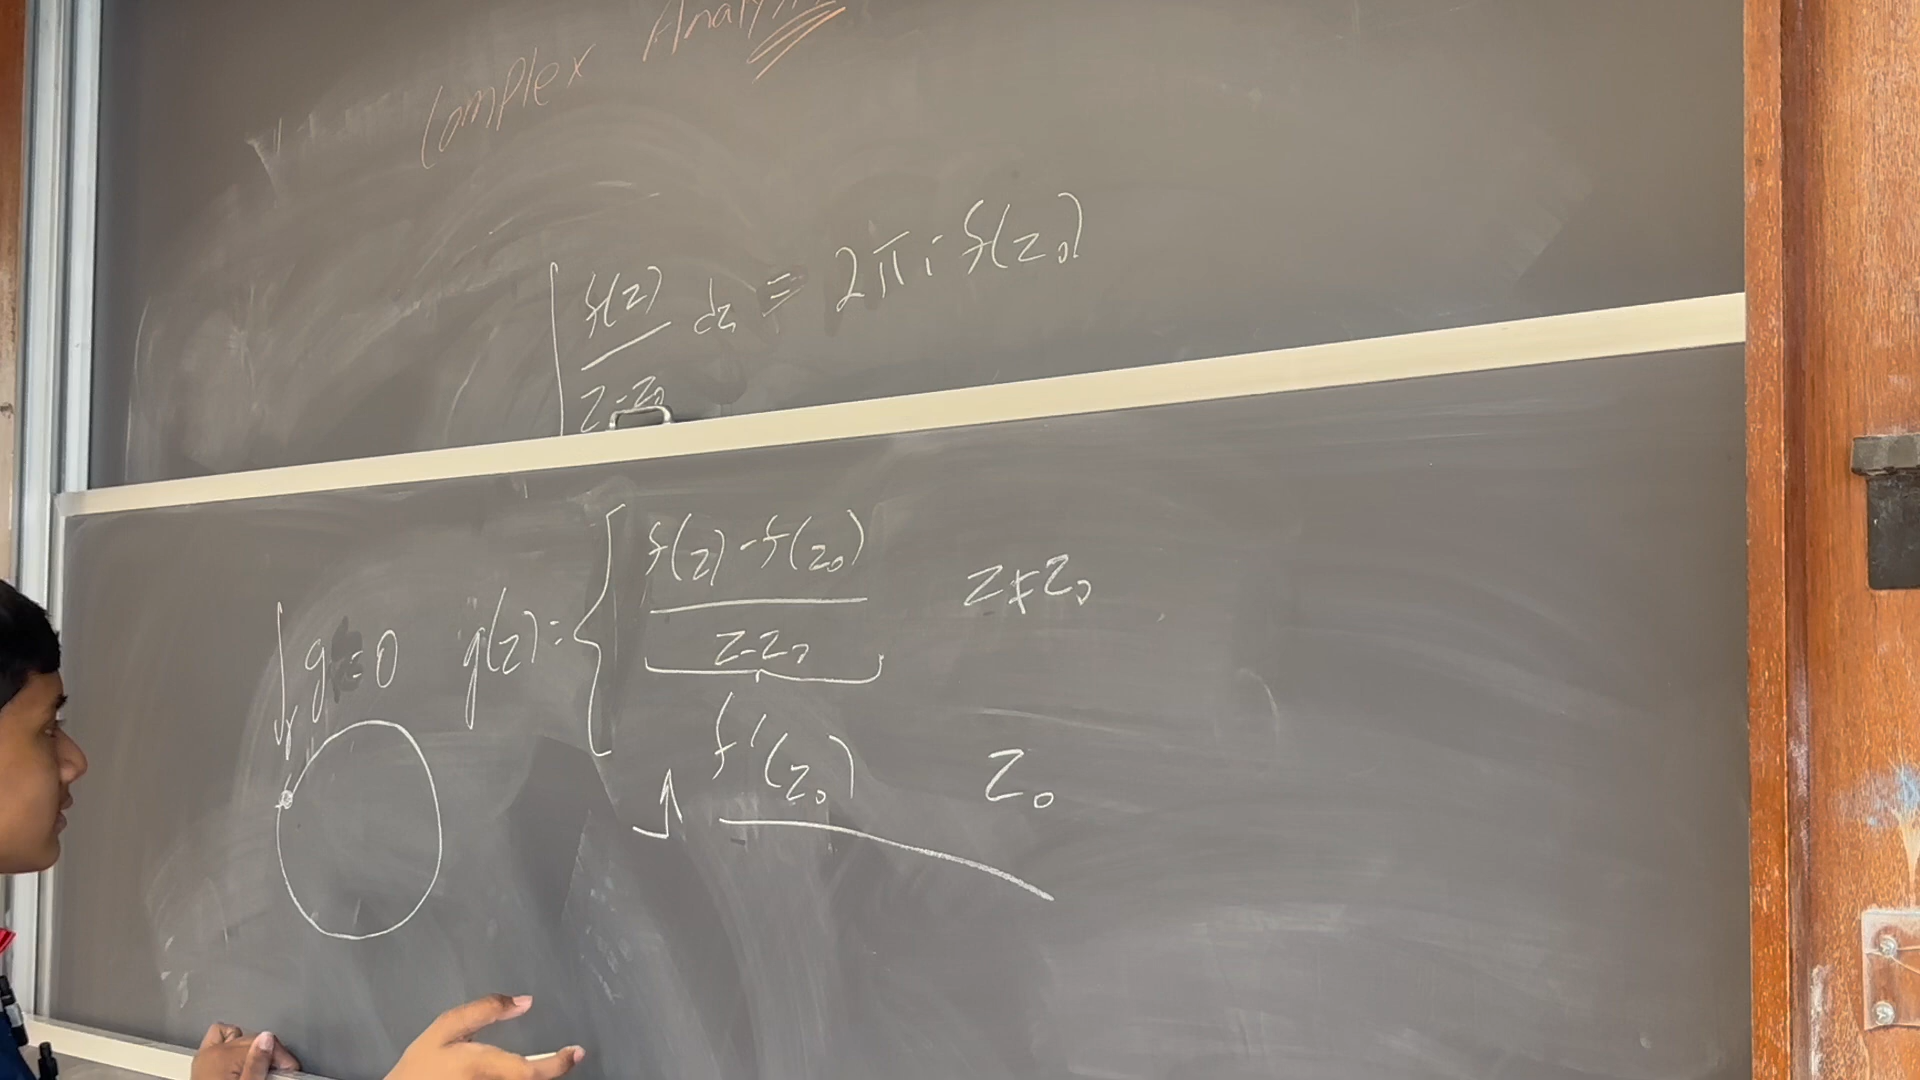 Complex Analysis
∫ f(z)/(z-z₀) dz = 2πi f(z₀)
∫γ g = 0 g(z) = { (f(z)-f(z₀))/(z-z₀) z≠z₀
f'(z₀) z₀